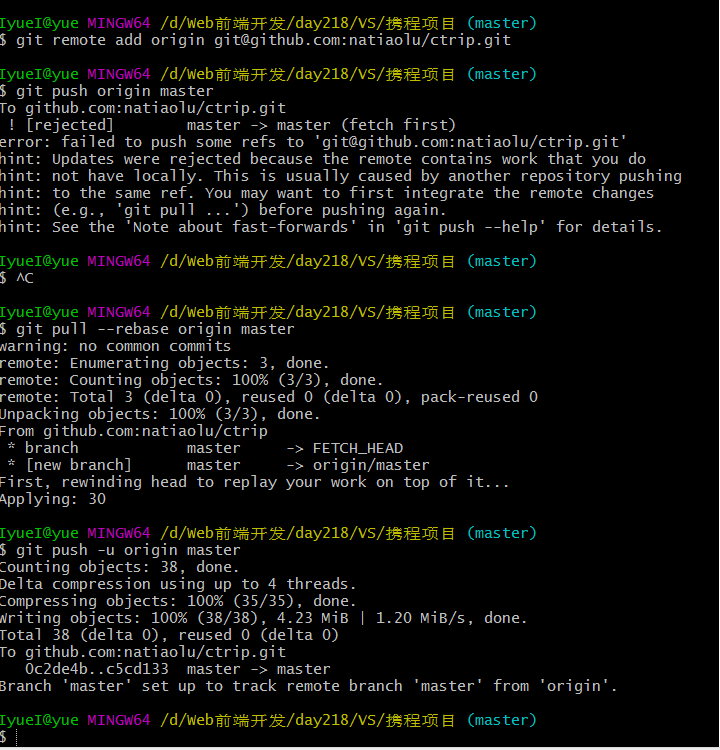 IyueI@yue MINGW64 /d/Web前端开发/day218/VS/携程项目 (master)
$ git remote add origin git@github.com:natiaolu/ctrip.git
IyueI@yue MINGW64 /d/Web前端开发/day218/VS/携程项目 (master)
$ git push origin master
To github.com:natiaolu/ctrip.git
! [rejected] master -> master (fetch first)
error: failed to push some refs to 'git@github.com:natiaolu/ctrip.git'
hint: Updates were rejected because the remote contains work that you do
hint: not have locally. This is usually caused by another repository pushing
hint: to the same ref. You may want to first integrate the remote changes
hint: (e.g., 'git pull ...') before pushing again.
hint: See the 'Note about fast-forwards' in 'git push --help' for details.
IyueI@yue MINGW64 /d/Web前端开发/day218/VS/携程项目 (master)
$ ^C
IyueI@yue MINGW64 /d/Web前端开发/day218/VS/携程项目 (master)
$ git pull --rebase origin master
warning: no common commits
remote: Enumerating objects: 3, done.
remote: Counting objects: 100% (3/3), done.
remote: Total 3 (delta 0), reused 0 (delta 0), pack-reused 0
Unpacking objects: 100% (3/3), done.
From github.com:natiaolu/ctrip
* branch master -> FETCH_HEAD
* [new branch] master -> origin/master
First, rewinding head to replay your work on top of it...
Applying: 30
IyueI@yue MINGW64 /d/Web前端开发/day218/VS/携程项目 (master)
$ git push -u origin master
Counting objects: 38, done.
Delta compression using up to 4 threads.
Compressing objects: 100% (35/35), done.
Writing objects: 100% (38/38), 4.23 MiB | 1.20 MiB/s, done.
Total 38 (delta 0), reused 0 (delta 0)
To github.com:natiaolu/ctrip.git
0c2de4b..c5cd133 master -> master
Branch 'master' set up to track remote branch 'master' from 'origin'.
IyueI@yue MINGW64 /d/Web前端开发/day218/VS/携程项目 (master)
$